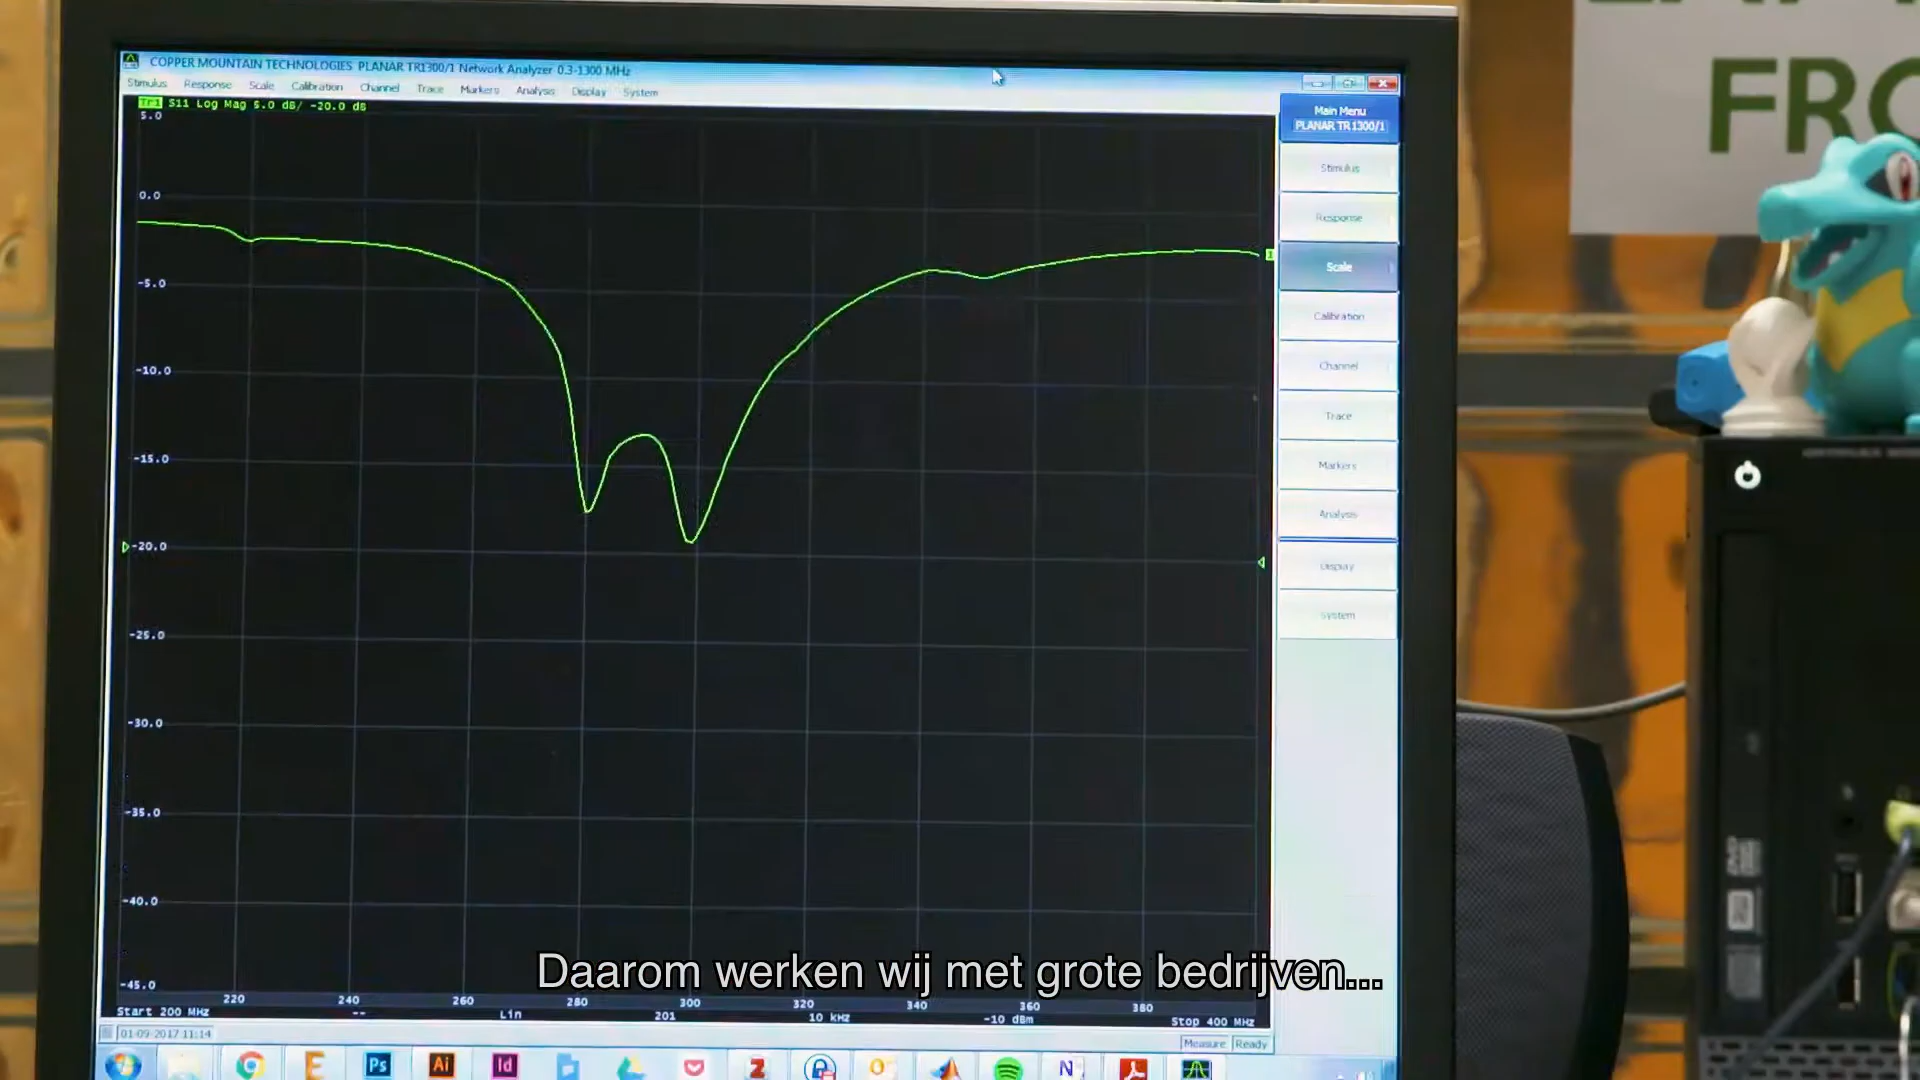 COPPER MOUNTAIN TECHNOLOGIES PLANAR TR1300/1 Network Analyzer 0.3-1300 MHz
Stimulus Response Scale Calibration Channel Trace Markers Analysis Display System
Tr1 S11 Log Mag 5.0 dB/ -20.0 dB
5.0
0.0
-5.0
-10.0
-15.0
-20.0
-25.0
-30.0
-35.0
-40.0
-45.0
220 240 260 280 300 320 340 360 380
Start 200 MHz -- Lin 201 10 kHz -10 dBm Stop 400 MHz
01-09-2017 11:14
Measure Ready
1
Main Menu
PLANAR TR1300/1
Stimulus
Response
Scale
Calibration
Channel
Trace
Markers
Analysis
Display
System
Ps Ai Id
FRO
Daarom werken wij met grote bedrijven...